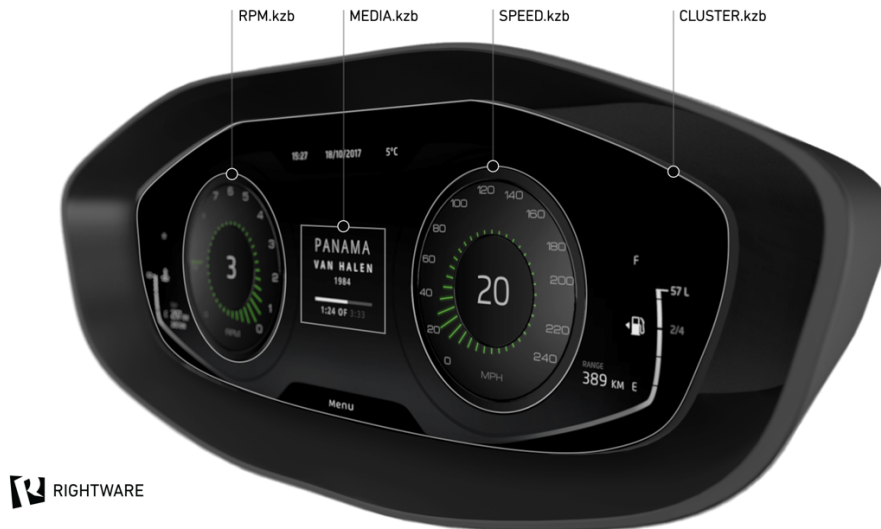 RPM.kzb
MEDIA.kzb
SPEED.kzb
CLUSTER.kzb
15:27 18/10/2017 5°C
7 6 5 4 3 2 1 0
3
RPM
PANAMA
VAN HALEN
1984
1:24 OF 3:33
0 20 40 60 80 100 120 140 160 180 200 220 240
20
MPH
F
57 L
2/4
RANGE
389 KM E
Menu
RIGHTWARE